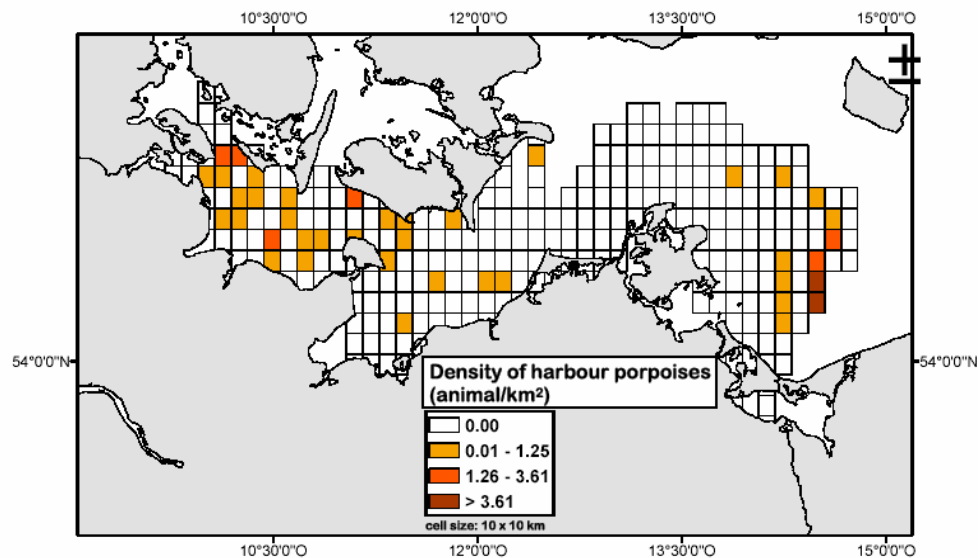 10°30'0"O 12°0'0"O 13°30'0"O 15°0'0"O
54°0'0"N 54°0'0"N
Density of harbour porpoises
(animal/km²)
0.00
0.01 - 1.25
1.26 - 3.61
> 3.61
cell size: 10 x 10 km
10°30'0"O 12°0'0"O 13°30'0"O 15°0'0"O